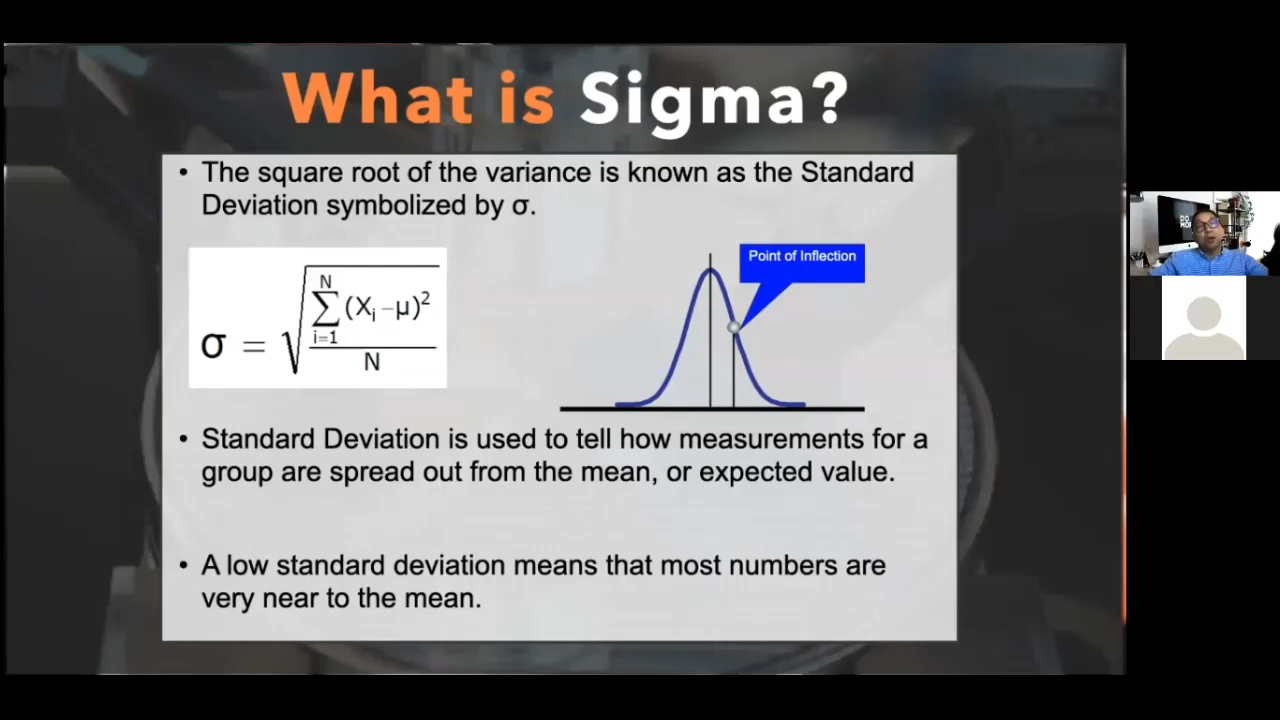 What is Sigma?
• The square root of the variance is known as the Standard
Deviation symbolized by σ.
σ = √(∑_{i=1}^{N} (X_i – μ)² / N)
Point of Inflection
• Standard Deviation is used to tell how measurements for a
group are spread out from the mean, or expected value.
• A low standard deviation means that most numbers are
very near to the mean.
DO
MORE